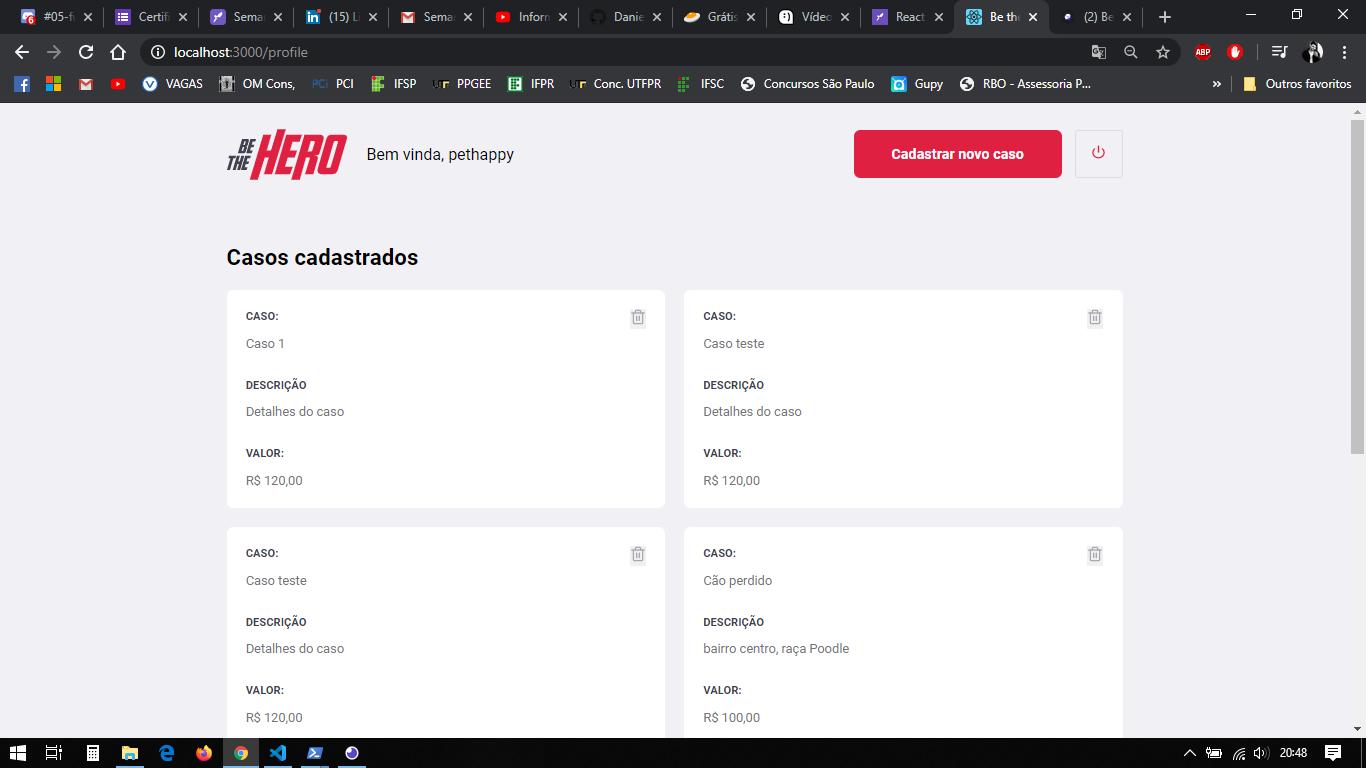 #05-f
Certifi
Sema
(15) Li
Sema
Inform
Danie
Grátis
Vídeo
React
Be the
(2) Be
localhost:3000/profile
ABP
VAGAS
OM Cons,
PCI
PCI
IFSP
PPGEE
IFPR
Conc. UTFPR
IFSC
Concursos São Paulo
Gupy
RBO - Assessoria P...
»
Outros favoritos
BE THE HERO
Bem vinda, pethappy
Cadastrar novo caso
Casos cadastrados
CASO:
Caso 1
DESCRIÇÃO
Detalhes do caso
VALOR:
R$ 120,00
CASO:
Caso teste
DESCRIÇÃO
Detalhes do caso
VALOR:
R$ 120,00
CASO:
Caso teste
DESCRIÇÃO
Detalhes do caso
VALOR:
R$ 120,00
CASO:
Cão perdido
DESCRIÇÃO
bairro centro, raça Poodle
VALOR:
R$ 100,00
20:48